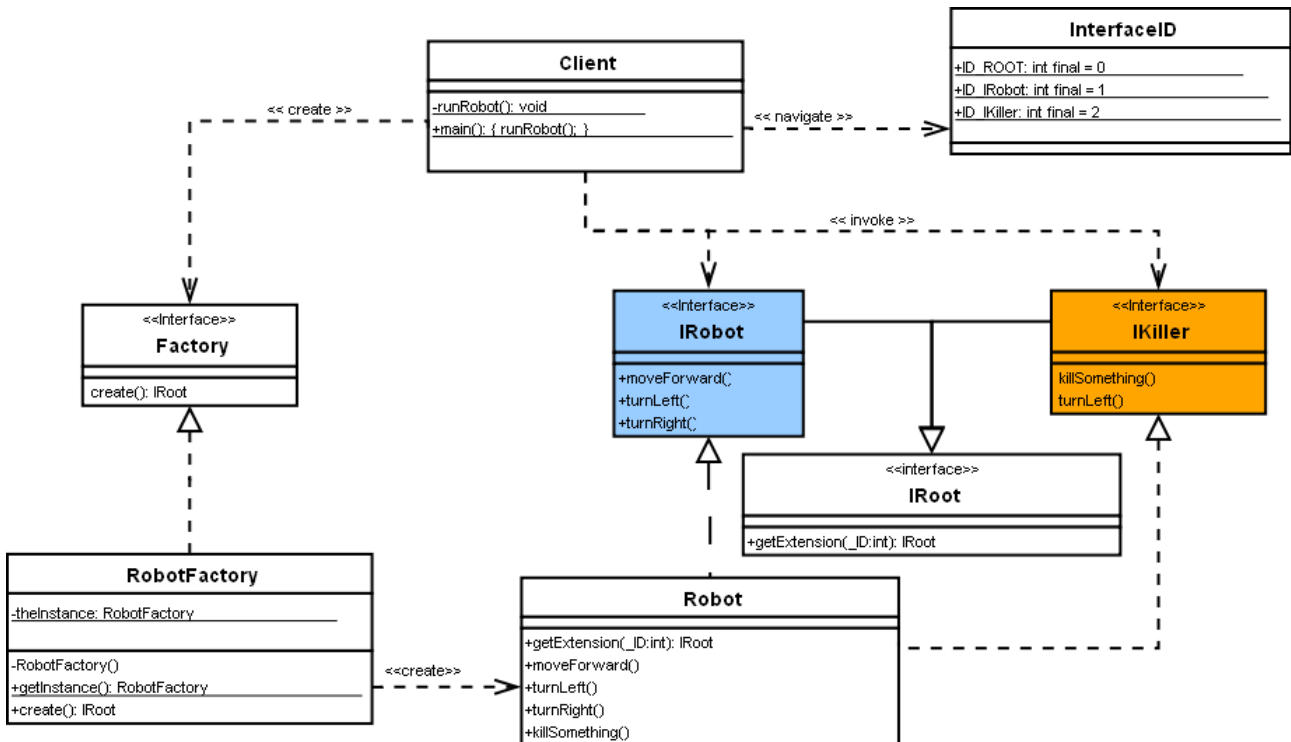 InterfaceID
+ID_ROOT: int final = 0
+ID_IRobot: int final = 1
+ID_IKiller: int final = 2
Client
-runRobot(): void
+main(): { runRobot(); }
<< create >>
<< navigate >>
<< invoke >>
<<Interface>>
Factory
create(): IRoot
<<Interface>>
IRobot
+moveForward()
+turnLeft()
+turnRight()
<<Interface>>
IKiller
killSomething()
turnLeft()
<<interface>>
IRoot
+getExtension(_ID:int): IRoot
RobotFactory
-theInstance: RobotFactory
-RobotFactory()
+getInstance(): RobotFactory
+create(): IRoot
<<create>>
Robot
+getExtension(_ID:int): IRoot
+moveForward()
+turnLeft()
+turnRight()
+killSomething()